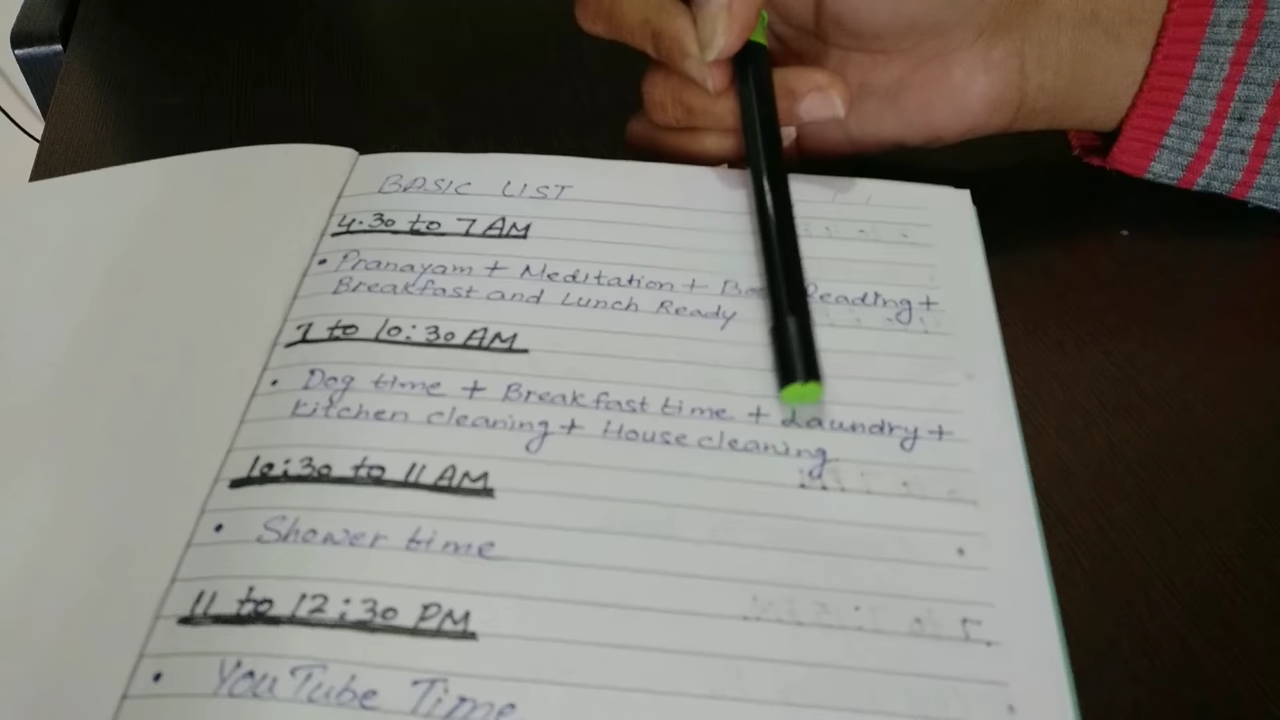 BASIC LIST
4.30 to 7 AM
• Pranayam + Meditation + Reading +
Breakfast and Lunch Ready
7 to 10:30 AM
• Dog time + Breakfast time + Laundry +
kitchen cleaning + House cleaning
10:30 to 11 AM
• Shower time
11 to 12:30 PM
• YouTube Time